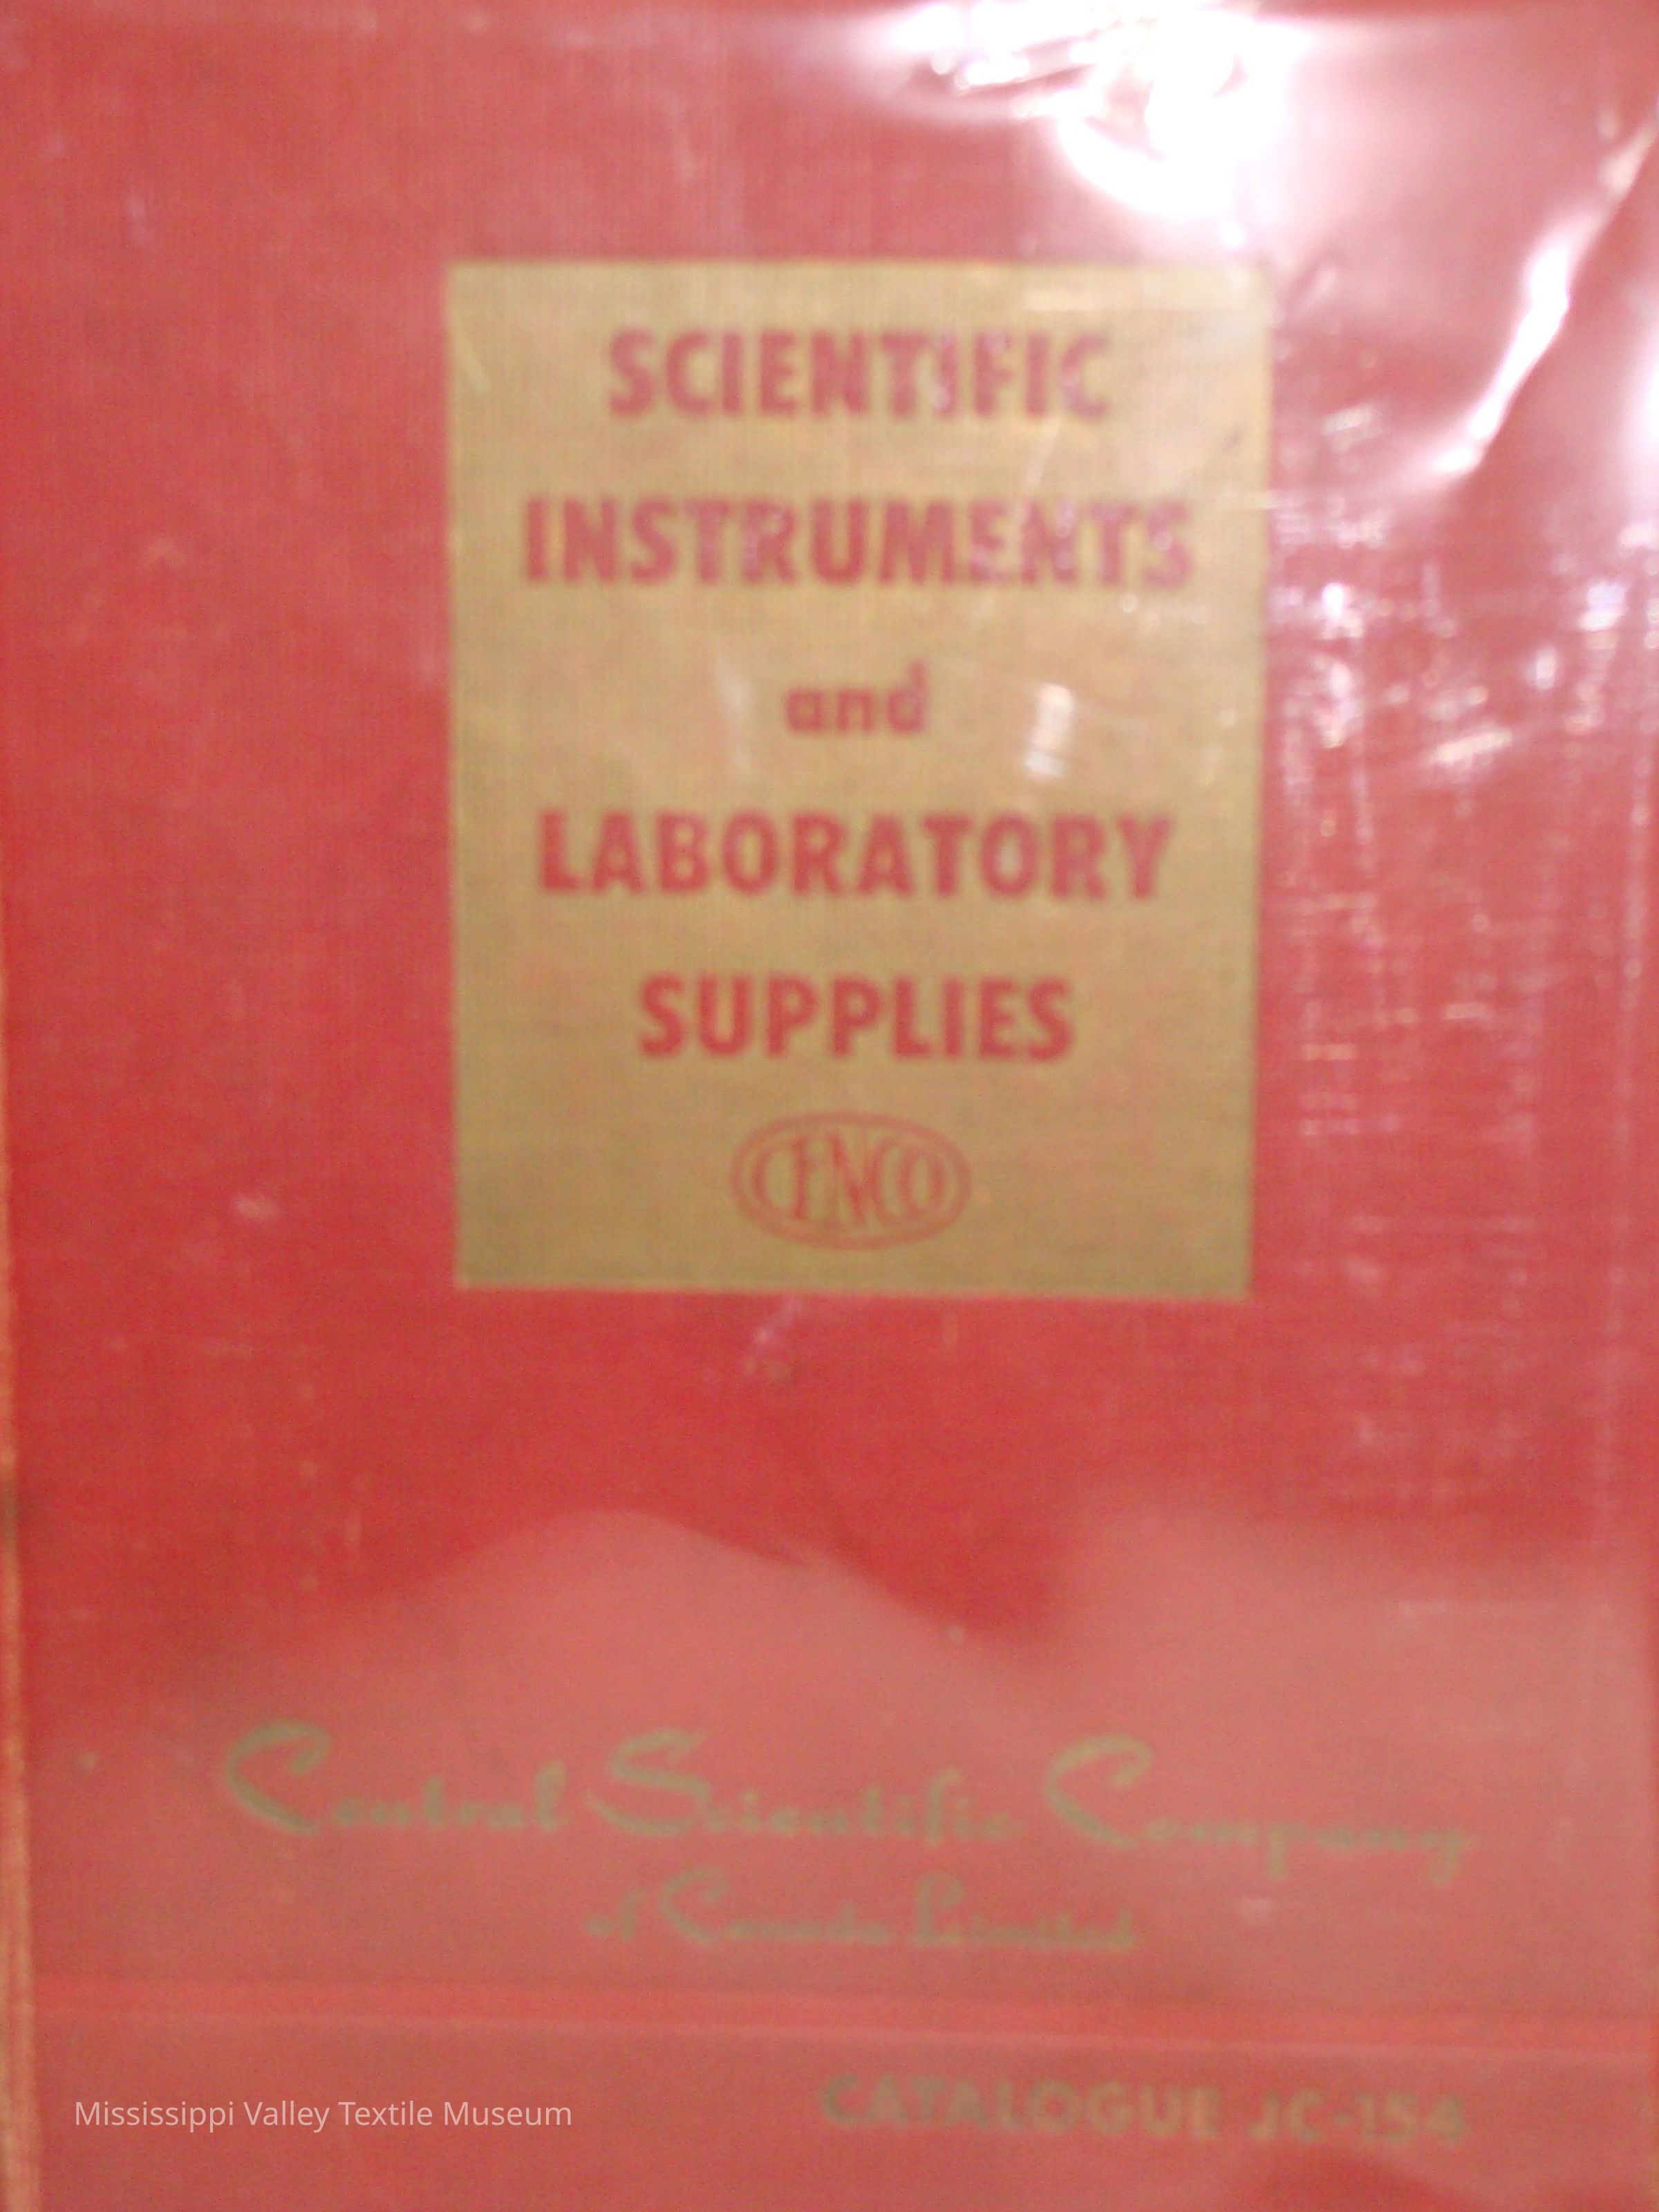 SCIENTIFIC
INSTRUMENTS
and
LABORATORY
SUPPLIES
CENCO
Central Scientific Company
of Canada Limited
CATALOGUE JC-154
Mississippi Valley Textile Museum